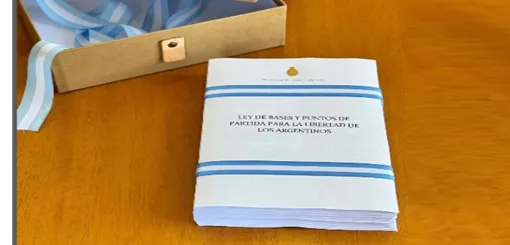 LEY DE BASES Y PUNTOS DE
PARTIDA PARA LA LIBERTAD DE
LOS ARGENTINOS